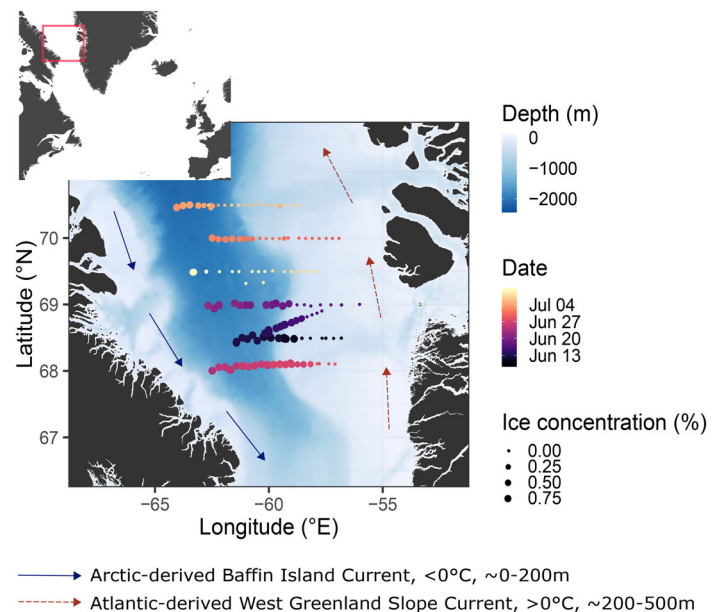 Depth (m)
0
−1000
−2000
Date
Jul 04
Jun 27
Jun 20
Jun 13
Ice concentration (%)
0.00
0.25
0.50
0.75
Latitude (°N)
70
69
68
67
−65
−60
−55
Longitude (°E)
Arctic-derived Baffin Island Current, <0°C, ~0-200m
Atlantic-derived West Greenland Slope Current, >0°C, ~200-500m